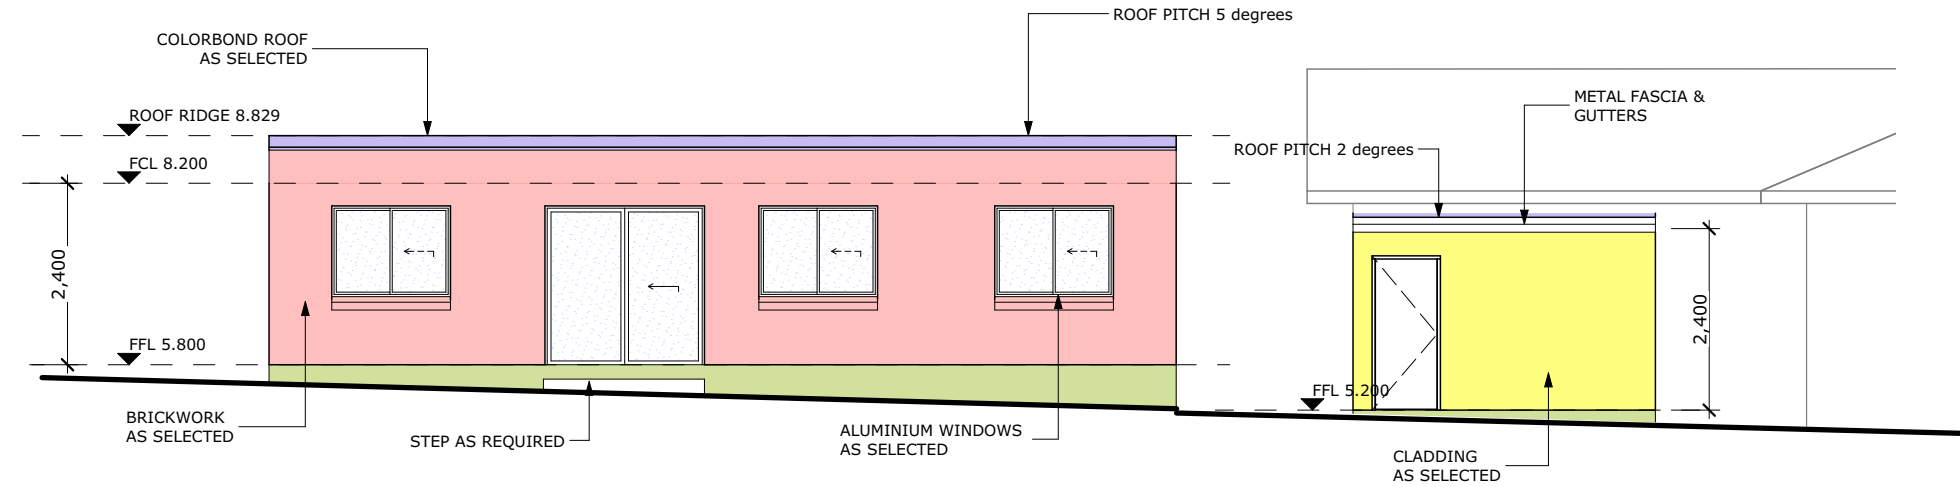 ROOF PITCH 5 degrees
COLORBOND ROOF
AS SELECTED
METAL FASCIA &
GUTTERS
ROOF RIDGE 8.829
ROOF PITCH 2 degrees
FCL 8.200
2,400
2,400
FFL 5.800
FFL 5.200
BRICKWORK
AS SELECTED
STEP AS REQUIRED
ALUMINIUM WINDOWS
AS SELECTED
CLADDING
AS SELECTED